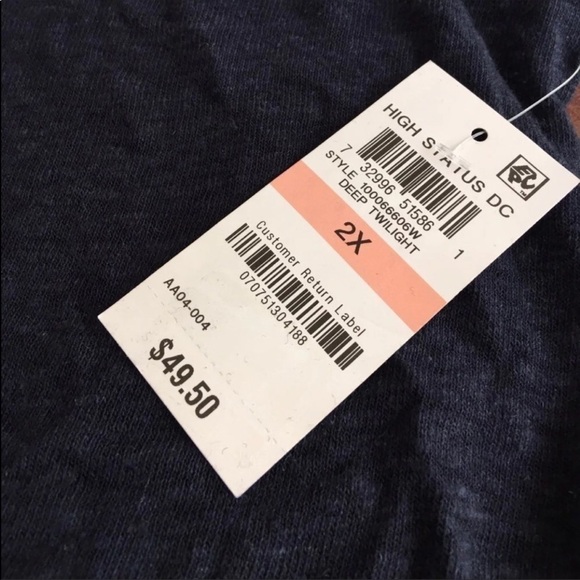 HIGH STATUS DC
7 32996 51586 1
STYLE 100066606W
DEEP TWILIGHT
2X
Customer Return Label
070751304188
AA04-004
$49.50